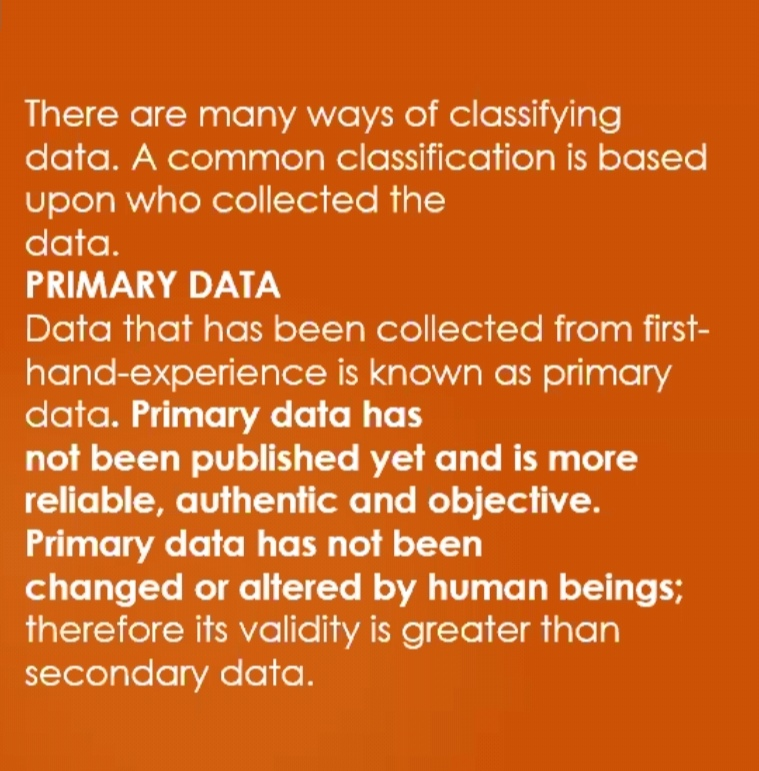 There are many ways of classifying
data. A common classification is based
upon who collected the
data.
PRIMARY DATA
Data that has been collected from first-
hand-experience is known as primary
data. Primary data has
not been published yet and is more
reliable, authentic and objective.
Primary data has not been
changed or altered by human beings;
therefore its validity is greater than
secondary data.